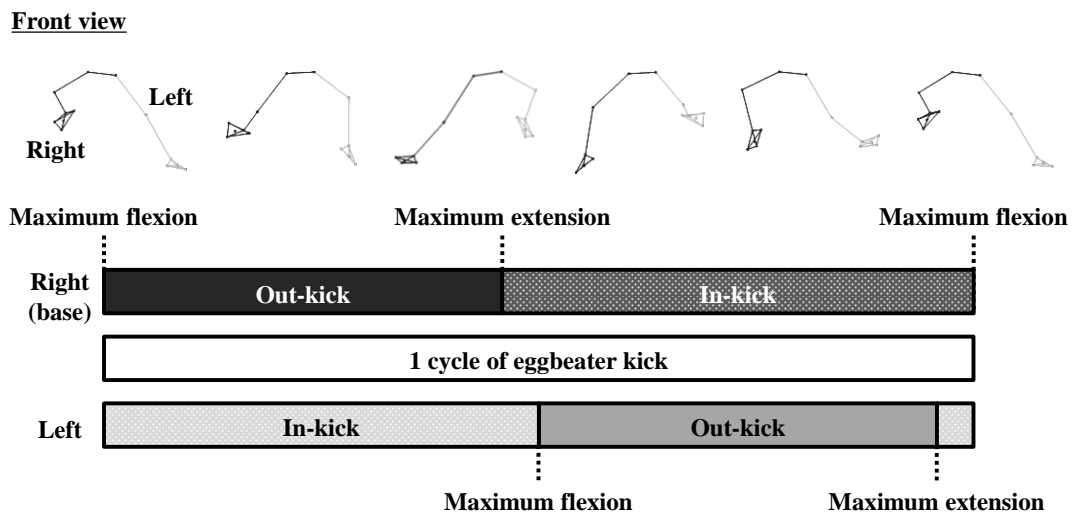 Front view
Left
Right
Maximum flexion
Maximum extension
Maximum flexion
Right
(base)
Out-kick
In-kick
1 cycle of eggbeater kick
Left
In-kick
Out-kick
Maximum flexion
Maximum extension